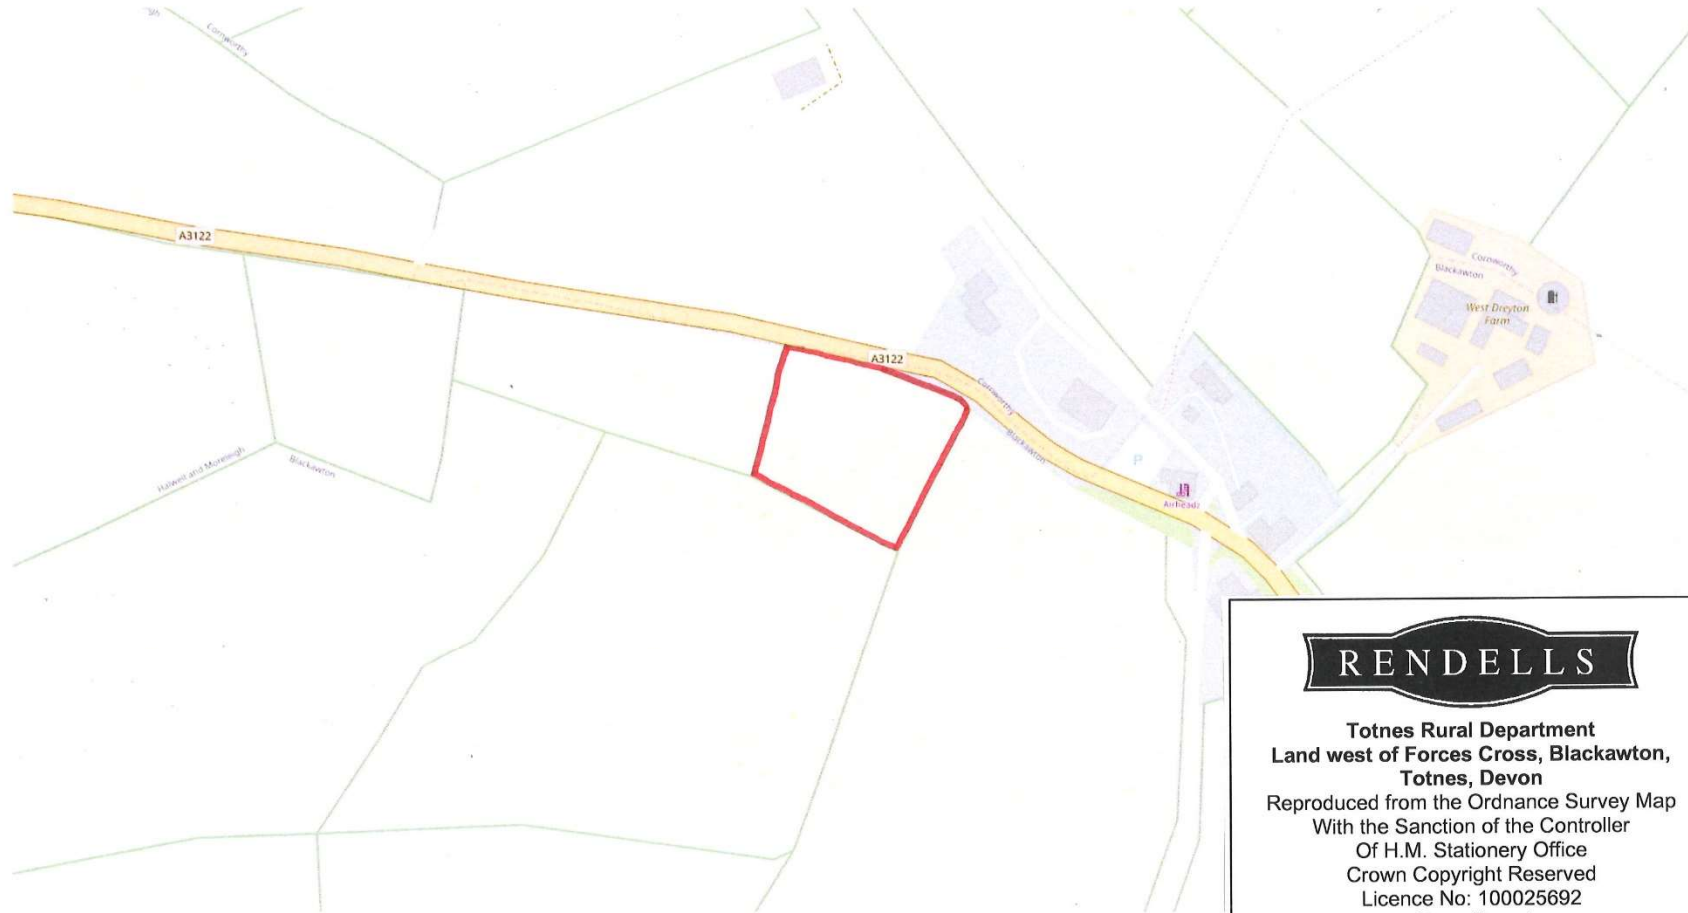 Cornworthy
A3122
A3122
Cornworthy
Blackawton
Cornworthy
Blackawton
West Dreyton
Farm
P
Airheadz
Halwell and Moreleigh
Blackawton
RENDELLS
Totnes Rural Department
Land west of Forces Cross, Blackawton,
Totnes, Devon
Reproduced from the Ordnance Survey Map
With the Sanction of the Controller
Of H.M. Stationery Office
Crown Copyright Reserved
Licence No: 100025692